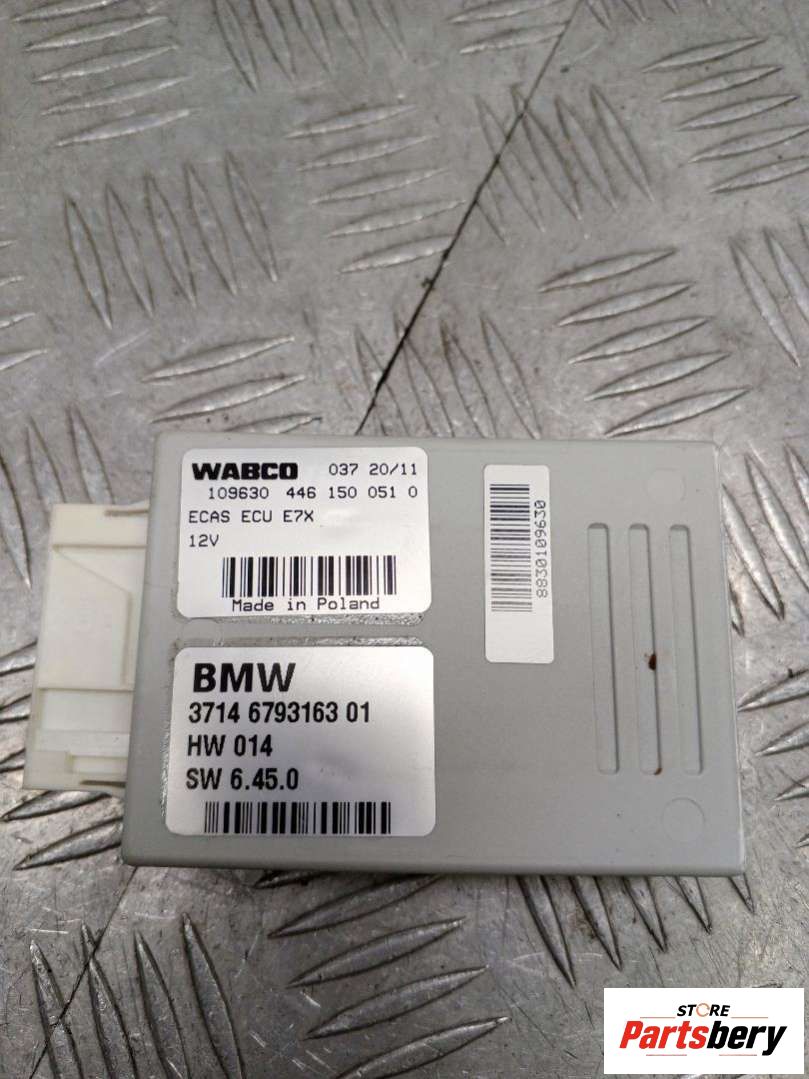 WABCO 037 20/11
109630 446 150 051 0
ECAS ECU E7X
12V
Made in Poland
8830109630
BMW
3714 6793163 01
HW 014
SW 6.45.0
STORE
Partsbery